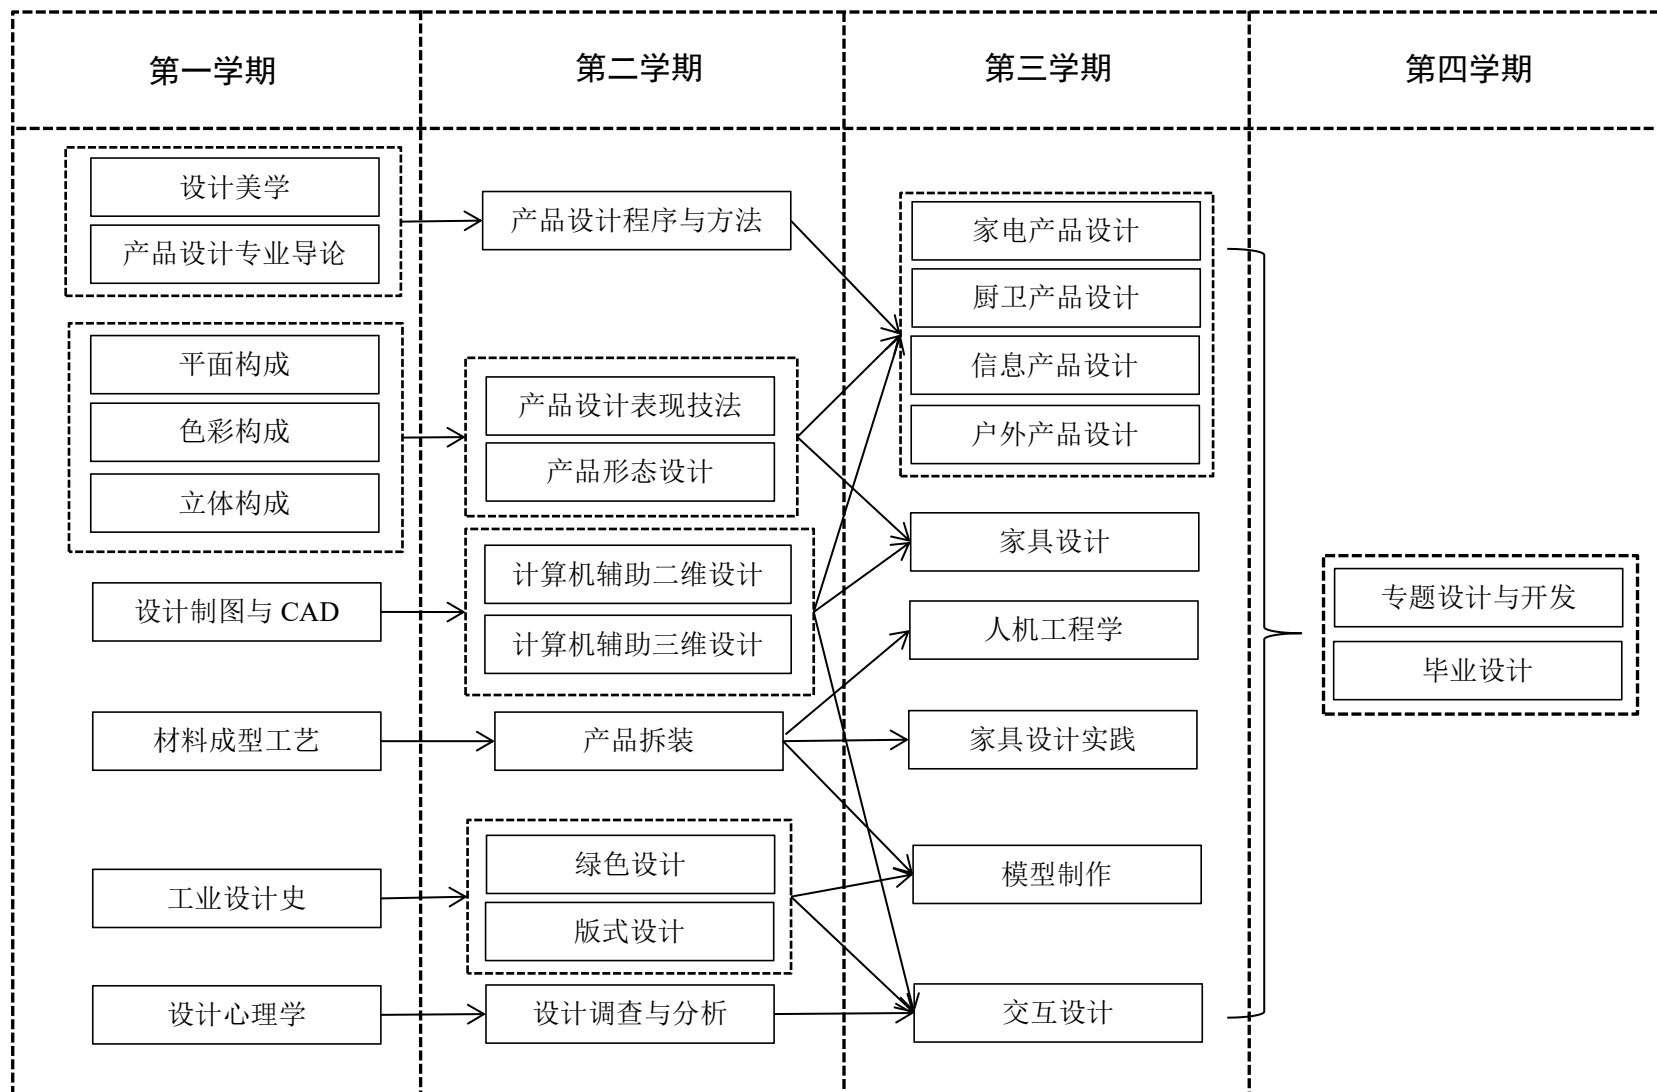 第一学期
第二学期
第三学期
第四学期
设计美学
产品设计专业导论
平面构成
色彩构成
立体构成
设计制图与 CAD
材料成型工艺
工业设计史
设计心理学
产品设计程序与方法
产品设计表现技法
产品形态设计
计算机辅助二维设计
计算机辅助三维设计
产品拆装
绿色设计
版式设计
设计调查与分析
家电产品设计
厨卫产品设计
信息产品设计
户外产品设计
家具设计
人机工程学
家具设计实践
模型制作
交互设计
专题设计与开发
毕业设计